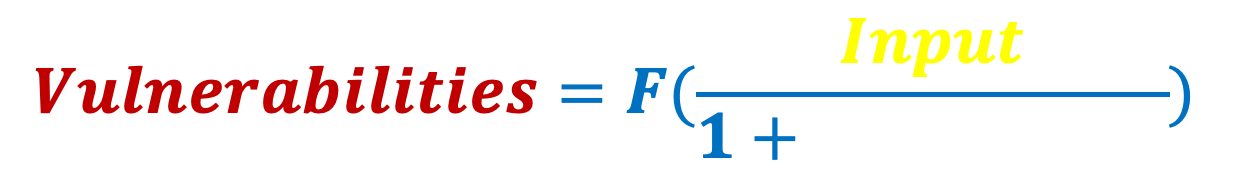 Input
Vulnerabilities = F( )
1 +